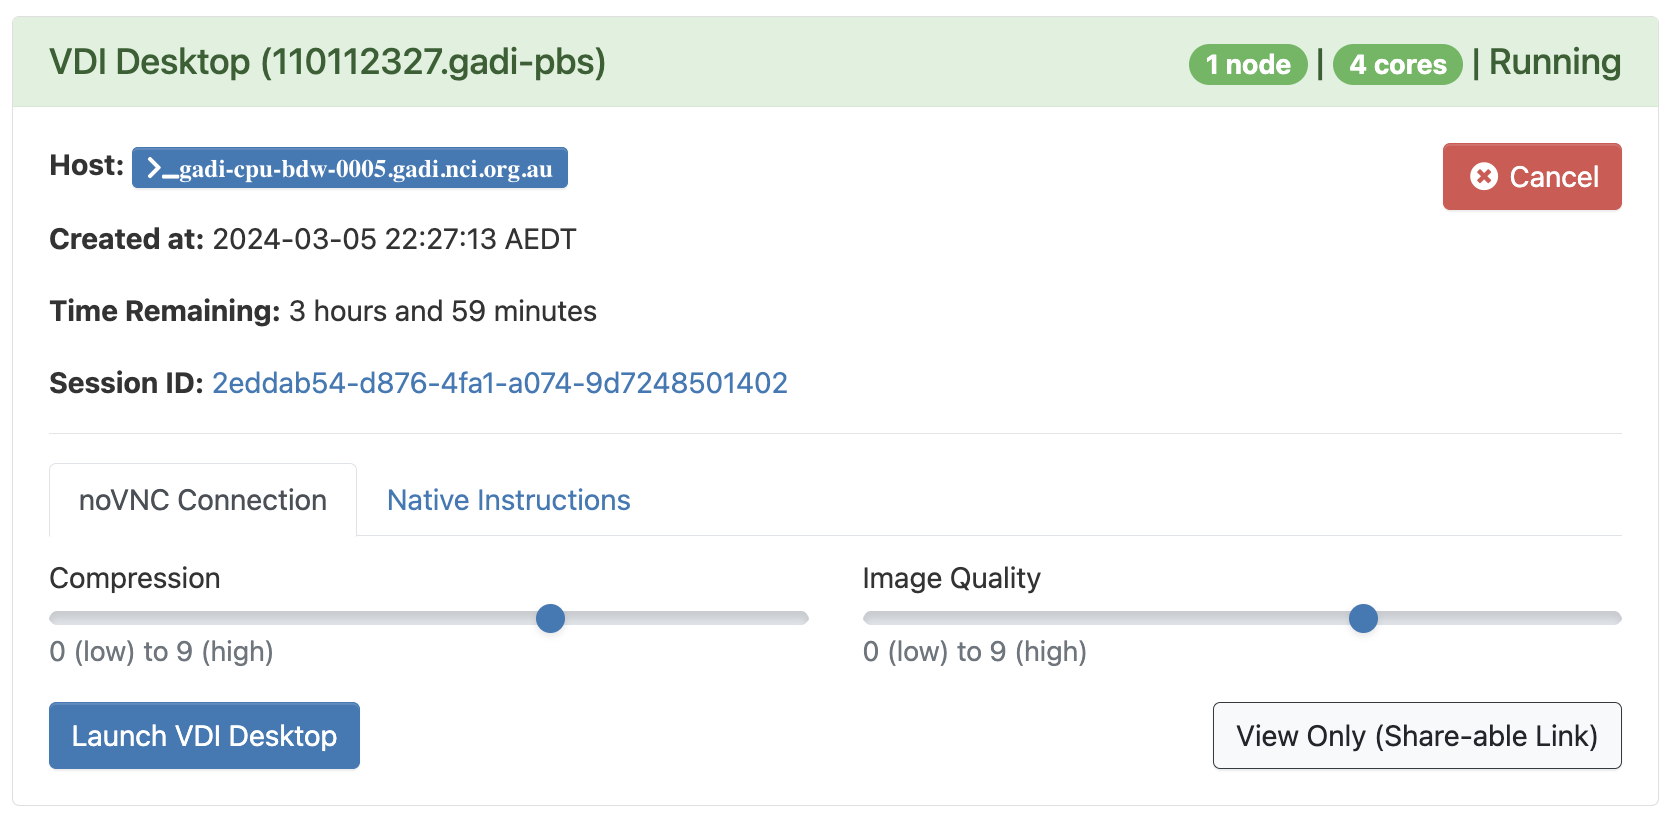 VDI Desktop (110112327.gadi-pbs) 1 node | 4 cores | Running
Host: >_gadi-cpu-bdw-0005.gadi.nci.org.au Cancel
Created at: 2024-03-05 22:27:13 AEDT
Time Remaining: 3 hours and 59 minutes
Session ID: 2eddab54-d876-4fa1-a074-9d7248501402
noVNC Connection Native Instructions
Compression Image Quality
0 (low) to 9 (high) 0 (low) to 9 (high)
Launch VDI Desktop View Only (Share-able Link)